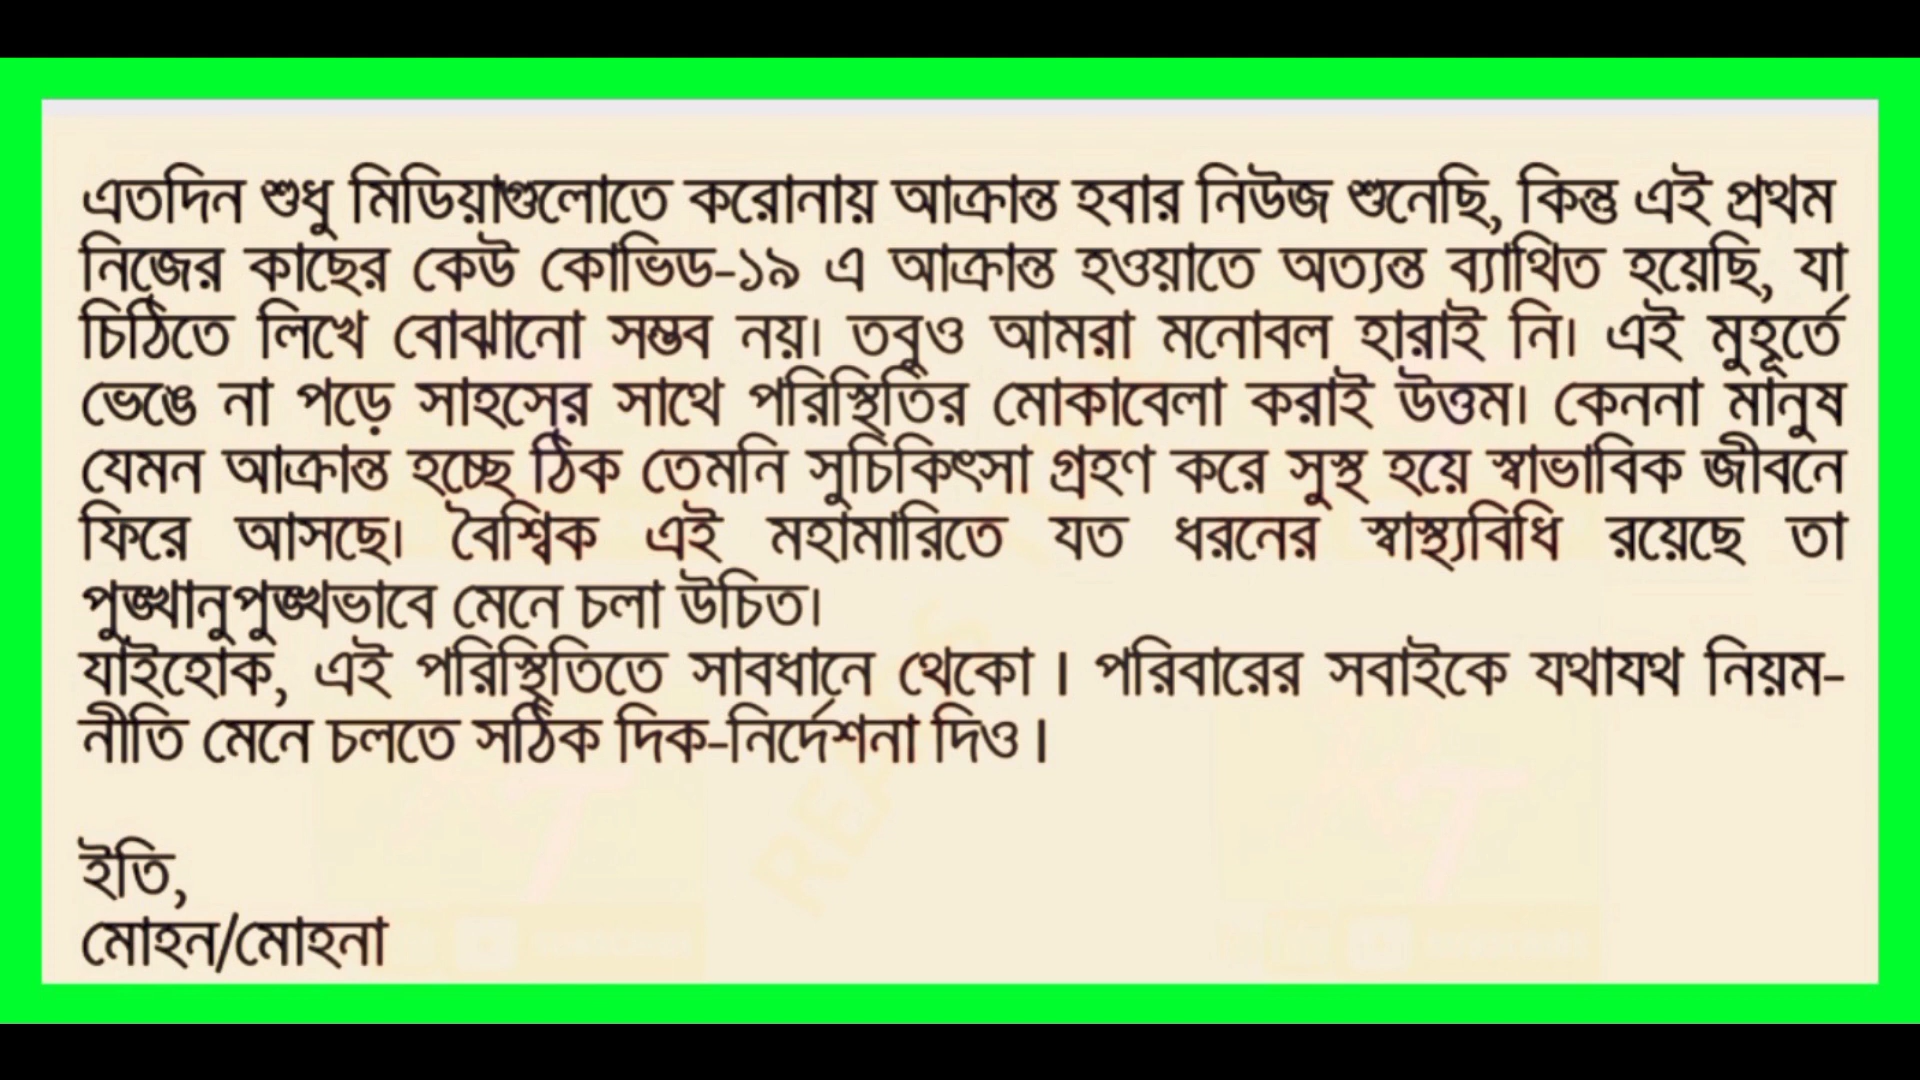 এতদিন শুধু মিডিয়াগুলোতে করোনায় আক্রান্ত হবার নিউজ শুনেছি, কিন্তু এই প্রথম
নিজের কাছের কেউ কোভিড-১৯ এ আক্রান্ত হওয়াতে অত্যন্ত ব্যাথিত হয়েছি, যা
চিঠিতে লিখে বোঝানো সম্ভব নয়। তবুও আমরা মনোবল হারাই নি। এই মুহূর্তে
ভেঙে না পড়ে সাহসের সাথে পরিস্থিতির মোকাবেলা করাই উত্তম। কেননা মানুষ
যেমন আক্রান্ত হচ্ছে ঠিক তেমনি সুচিকিৎসা গ্রহণ করে সুস্থ হয়ে স্বাভাবিক জীবনে
ফিরে আসছে। বৈশ্বিক এই মহামারিতে যত ধরনের স্বাস্থ্যবিধি রয়েছে তা
পুঙ্খানুপুঙ্খভাবে মেনে চলা উচিত।
যাইহোক, এই পরিস্থিতিতে সাবধানে থেকো । পরিবারের সবাইকে যথাযথ নিয়ম-
নীতি মেনে চলতে সঠিক দিক-নির্দেশনা দিও ।
ইতি,
মোহন/মোহনা